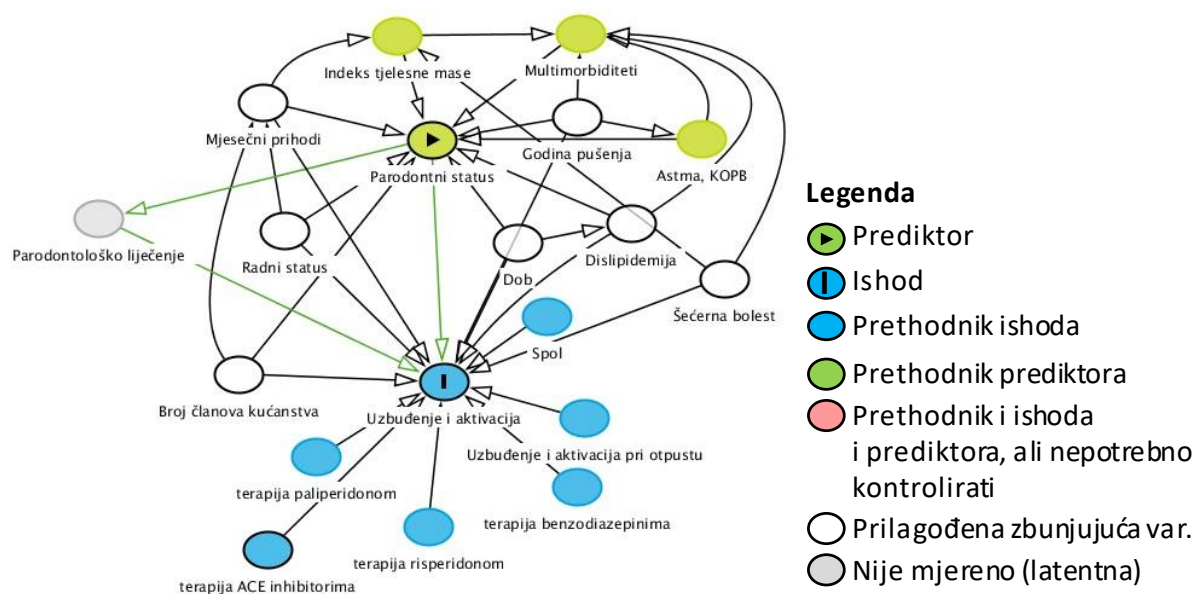 Indeks tjelesne mase
Multimorbiditeti
Mjesečni prihodi
Godina pušenja
Parodontni status
Astma, KOPB
Parodontološko liječenje
Radni status
Dob
Dislipidemija
Šećerna bolest
Spol
Broj članova kućanstva
Uzbuđenje i aktivacija
Uzbuđenje i aktivacija pri otpustu
terapija paliperidonom
terapija benzodiazepinima
terapija risperidonom
terapija ACE inhibitorima
Legenda
Prediktor
Ishod
Prethodnik ishoda
Prethodnik prediktora
Prethodnik i ishoda
i prediktora, ali nepotrebno
kontrolirati
Prilagođena zbunjujuća var.
Nije mjereno (latentna)